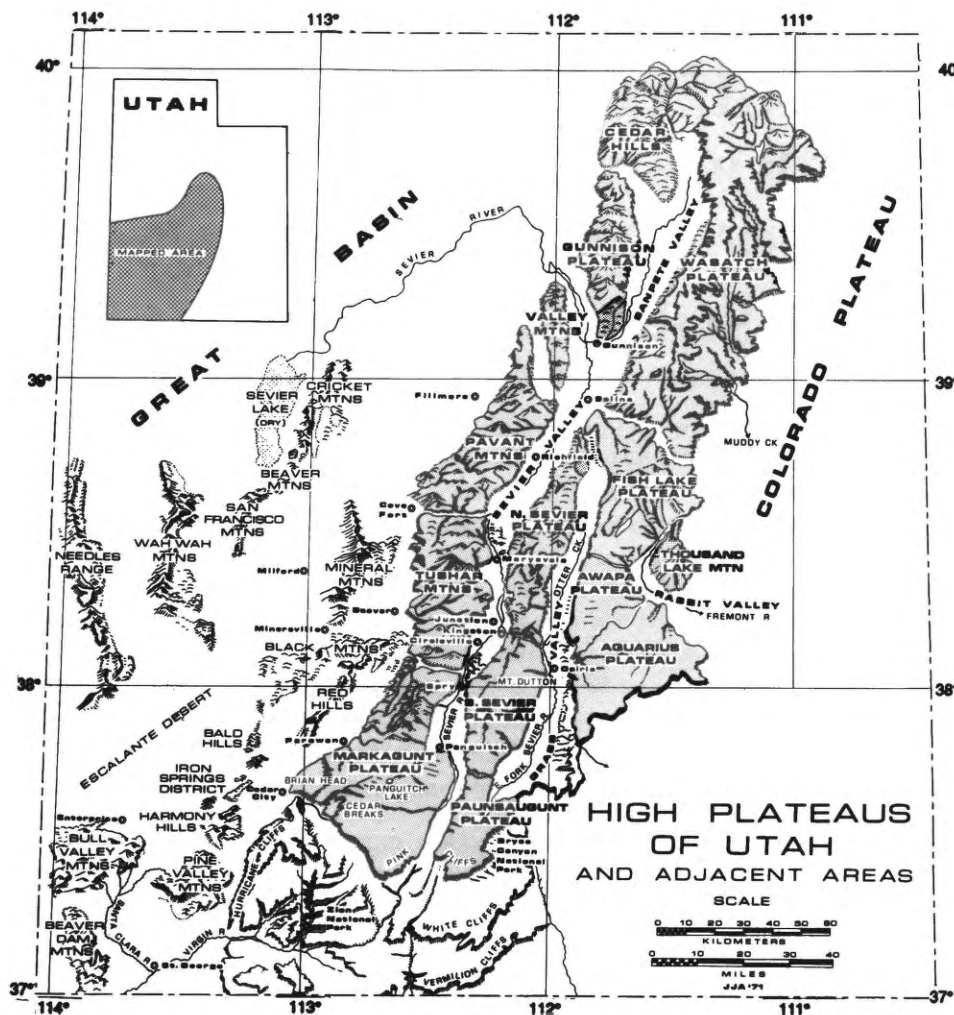 114°
113°
112°
111°
40°
40°
UTAH
MAPPED AREA
CEDAR
HILLS
GREAT BASIN
SEVIER RIVER
GUNNISON
PLATEAU
SANPETE VALLEY
WASATCH
PLATEAU
COLORADO PLATEAU
VALLEY
MTNS
Gunnison
39°
39°
SEVIER
LAKE
(DRY)
CRICKET
MTNS
Fillmore
Salina
MUDDY CK
SEVIER VALLEY
PAVANT
MTNS
Richfield
BEAVER
MTNS
FISH LAKE
PLATEAU
SAN
FRANCISCO
MTNS
Cove
Fort
N. SEVIER
PLATEAU
NEEDLES
RANGE
WAH WAH
MTNS
Marysvale
THOUSAND
LAKE MTN
Milford
MINERAL
MTNS
TUSHAR
MTNS
OTTER CK.
AWAPA
PLATEAU
RABBIT VALLEY
FREMONT R
Beaver
Junction
Kingston
Minersville
Circleville
BLACK MTNS
AQUARIUS
PLATEAU
MT. DUTTON
38°
38°
Spry
RED
HILLS
SEVIER R
S. SEVIER
PLATEAU
ESCALANTE DESERT
BALD
HILLS
Parowan
Panguitch
E. FORK SEVIER R
GRASS VALLEY
MARKAGUNT
PLATEAU
IRON
SPRINGS
DISTRICT
BRIAN HEAD
PANGUITCH
LAKE
Cedar
City
CEDAR
BREAKS
PAUNSAUGUNT
PLATEAU
Enterprise
HARMONY
HILLS
BULL
VALLEY
MTNS
PINE
VALLEY
MTNS
HURRICANE CLIFFS
PINK CLIFFS
Bryce
Canyon
National
Park
Zion
National
Park
WHITE CLIFFS
BEAVER
DAM
MTNS
SANTA CLARA R
VIRGIN R
St. George
VERMILION CLIFFS
HIGH PLATEAUS
OF UTAH
AND ADJACENT AREAS
SCALE
0 10 20 30 40 50 60
KILOMETERS
0 10 20 30 40
MILES
JJA '71
37°
37°
114°
113°
112°
111°